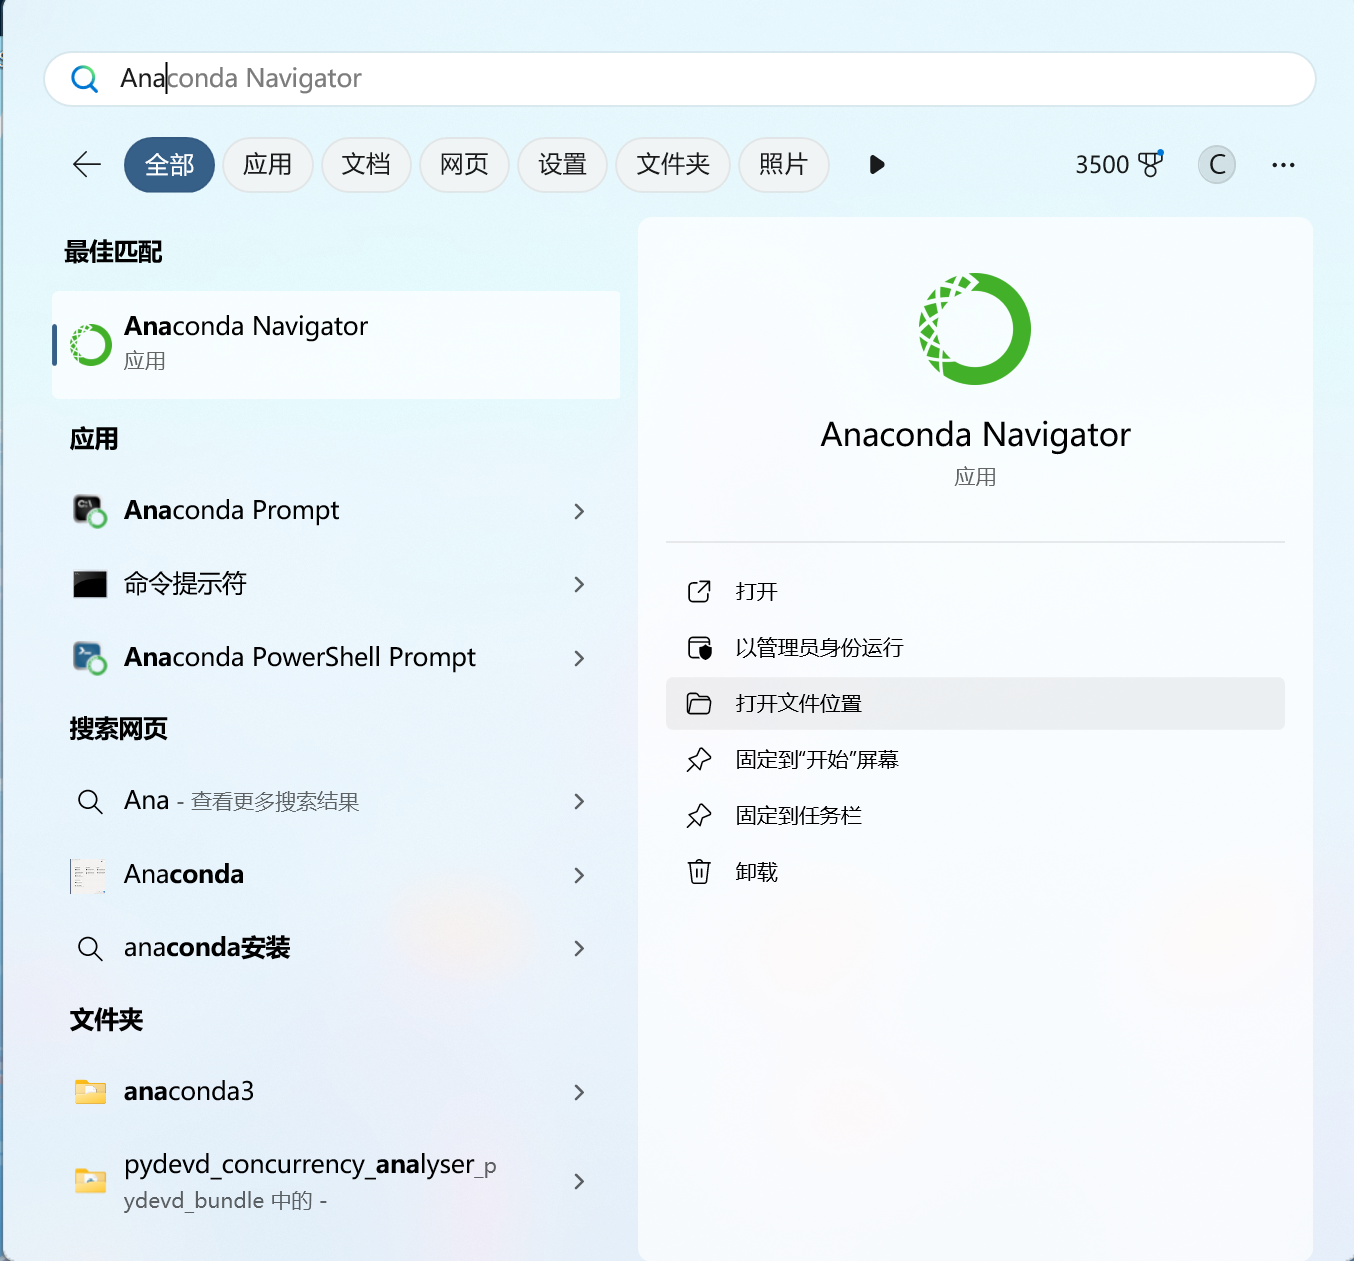 Anaconda Navigator
全部
应用
文档
网页
设置
文件夹
照片
3500
C
最佳匹配
Anaconda Navigator
应用
应用
Anaconda Prompt
命令提示符
Anaconda PowerShell Prompt
搜索网页
Ana - 查看更多搜索结果
Anaconda
anaconda安装
文件夹
anaconda3
pydevd_concurrency_analyser_p
ydevd_bundle 中的 -
Anaconda Navigator
应用
打开
以管理员身份运行
打开文件位置
固定到“开始”屏幕
固定到任务栏
卸载